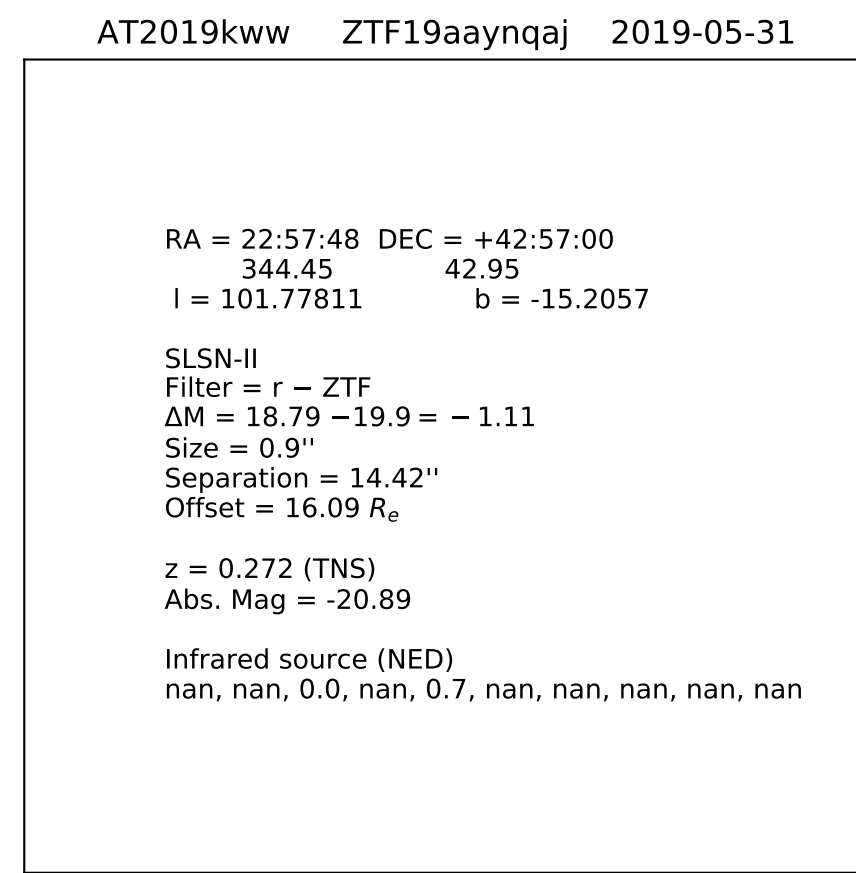 AT2019kww ZTF19aaynqaj 2019-05-31
RA = 22:57:48 DEC = +42:57:00
344.45 42.95
l = 101.77811 b = -15.2057
SLSN-II
Filter = r − ZTF
ΔM = 18.79 −19.9 = − 1.11
Size = 0.9''
Separation = 14.42''
Offset = 16.09 Rₑ
z = 0.272 (TNS)
Abs. Mag = -20.89
Infrared source (NED)
nan, nan, 0.0, nan, 0.7, nan, nan, nan, nan, nan